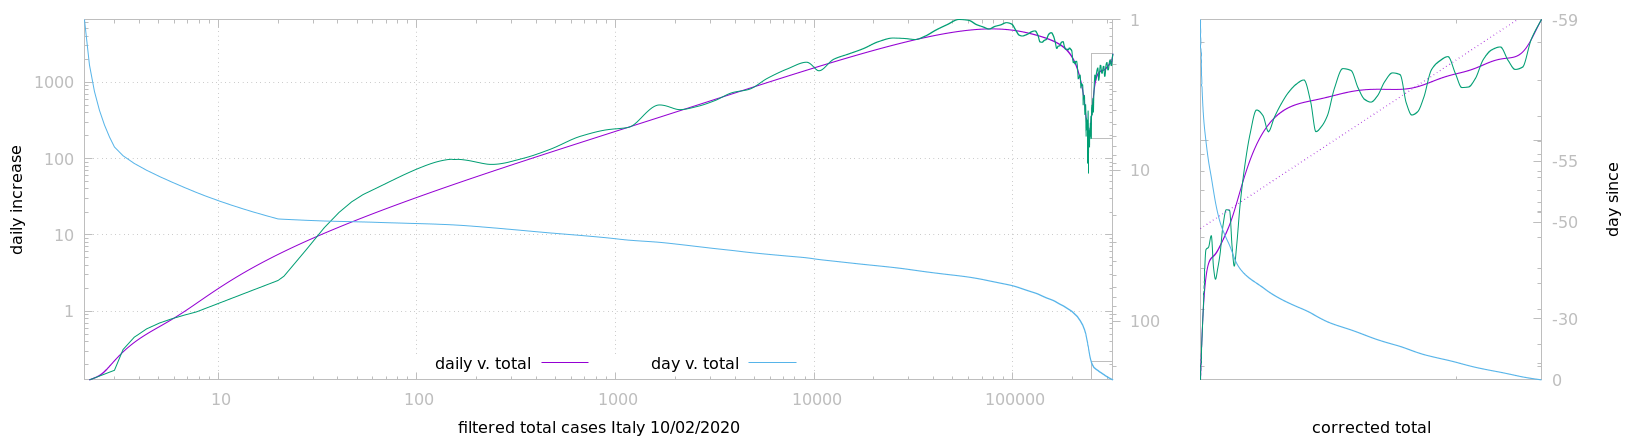 daily increase
1000
100
10
1
10
100
1000
10000
100000
1
10
100
daily v. total
day v. total
filtered total cases Italy 10/02/2020
-59
-55
-50
-30
0
day since
corrected total